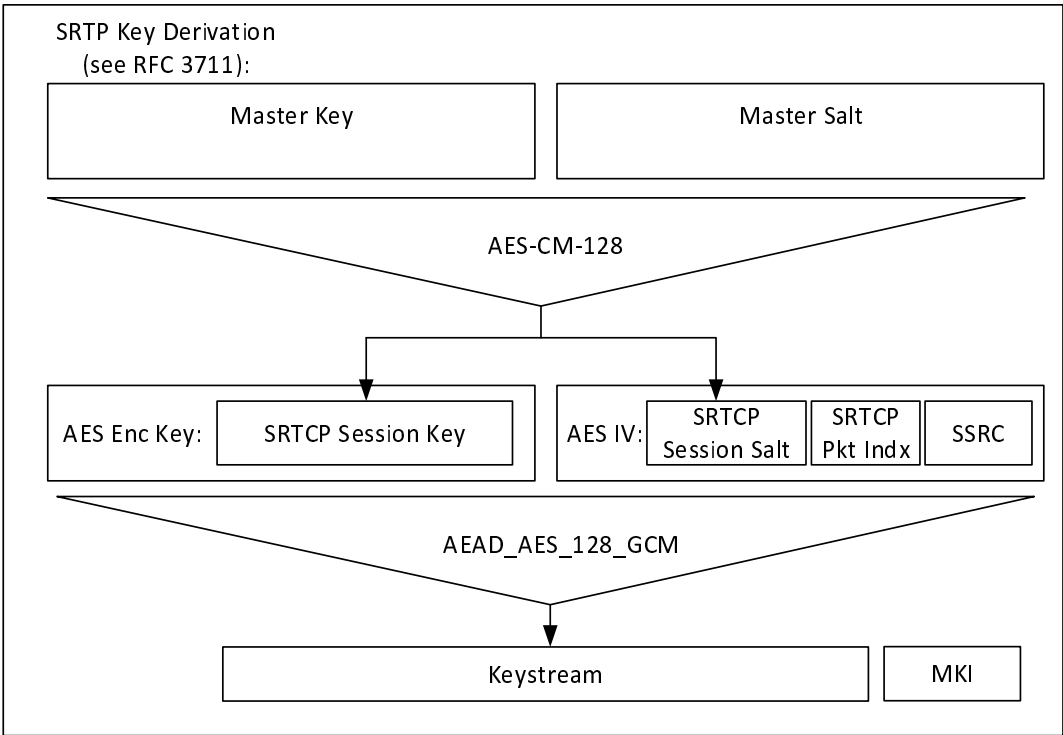 SRTP Key Derivation
(see RFC 3711):
Master Key
Master Salt
AES-CM-128
AES Enc Key:
SRTCP Session Key
AES IV:
SRTCP
Session Salt
SRTCP
Pkt Indx
SSRC
AEAD_AES_128_GCM
Keystream
MKI